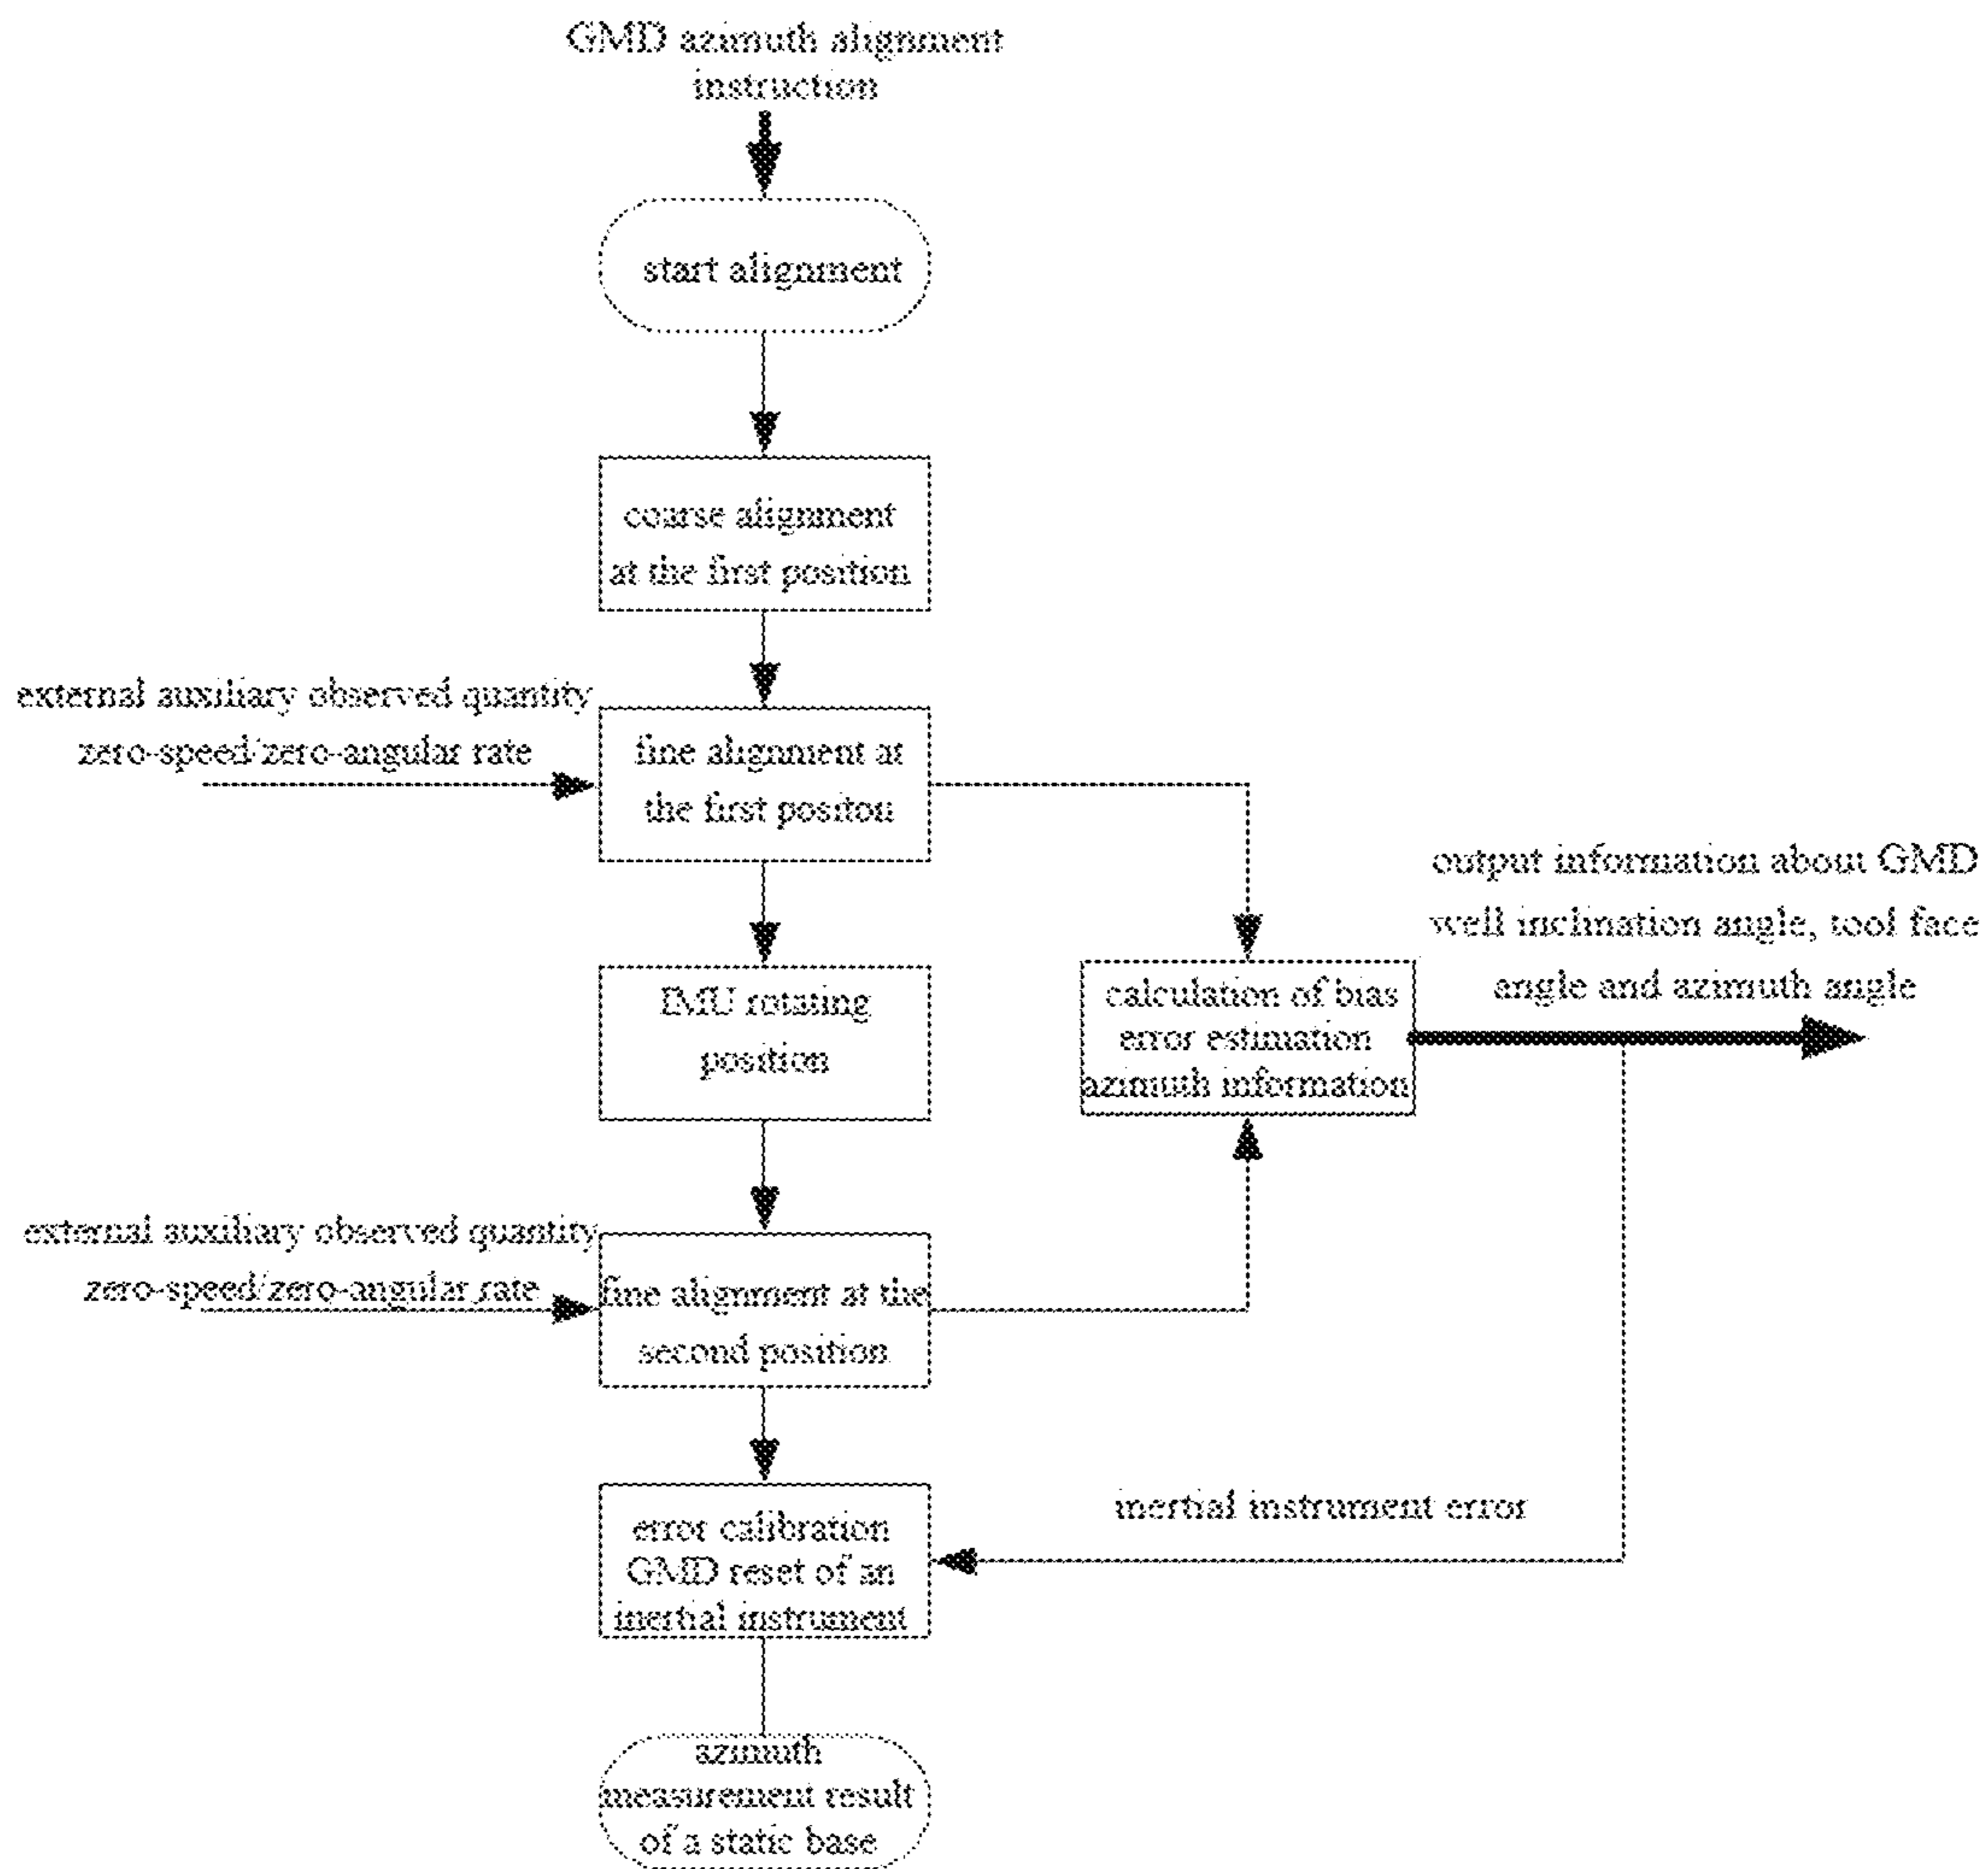 GMD azimuth alignment
instruction
start alignment
coarse alignment
at the first position
external auxiliary observed quantity
zero-speed/zero-angular rate
fine alignment at
the first positon
output information about GMD
well inclination angle, tool face
angle and azimuth angle
IMU rotating
position
calculation of bias
error estimation
azimuth information
external auxiliary observed quantity
zero-speed/zero-angular rate
fine alignment at the
second position
inertial instrument error
error calibration
GMD reset of an
inertial instrument
azimuth
measurement result
of a static base